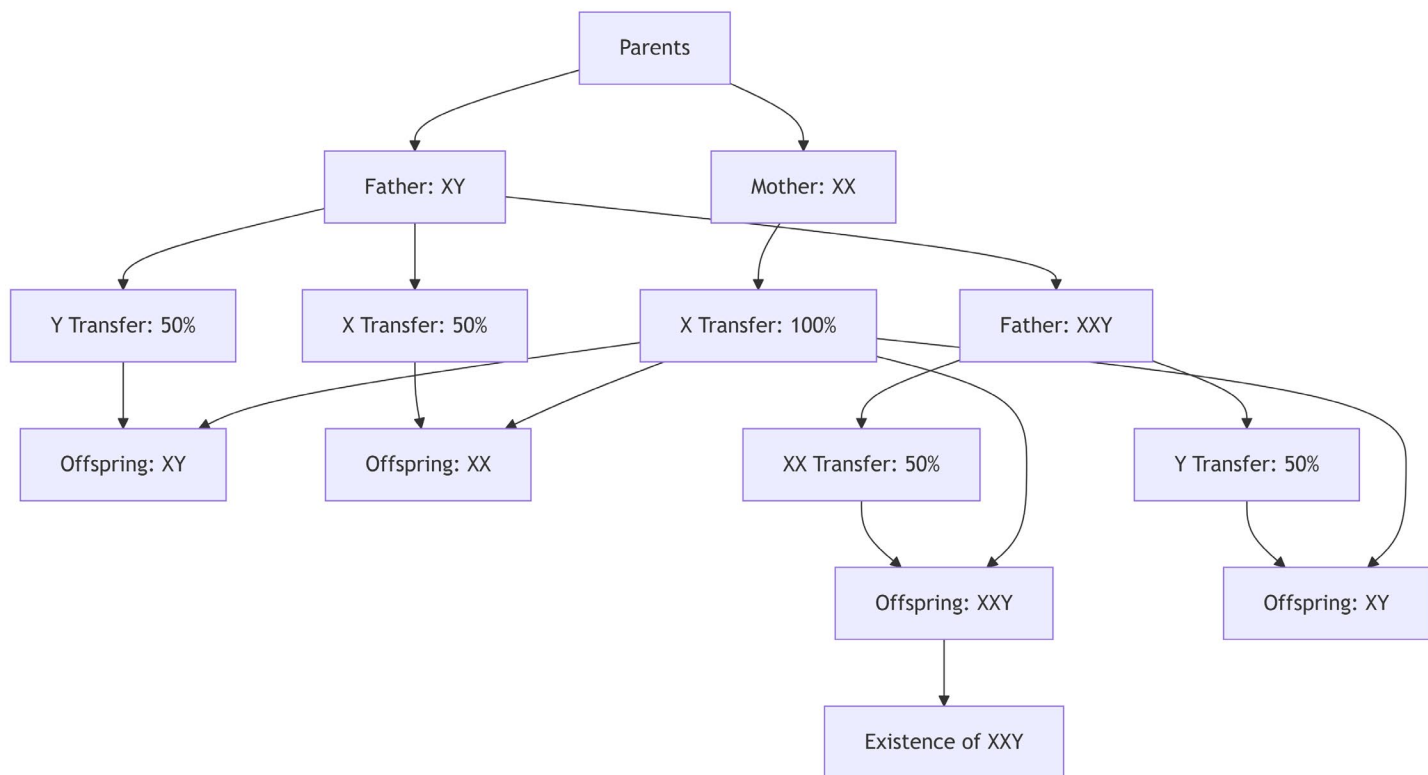 Parents
Father: XY
Mother: XX
Y Transfer: 50%
X Transfer: 50%
X Transfer: 100%
Father: XXY
Offspring: XY
Offspring: XX
XX Transfer: 50%
Y Transfer: 50%
Offspring: XXY
Offspring: XY
Existence of XXY